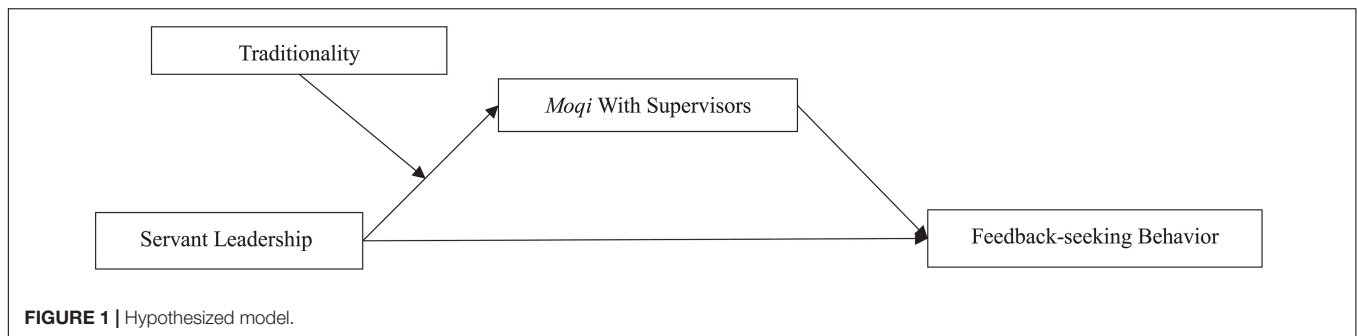 Traditionality
Moqi With Supervisors
Servant Leadership
Feedback-seeking Behavior
FIGURE 1 | Hypothesized model.